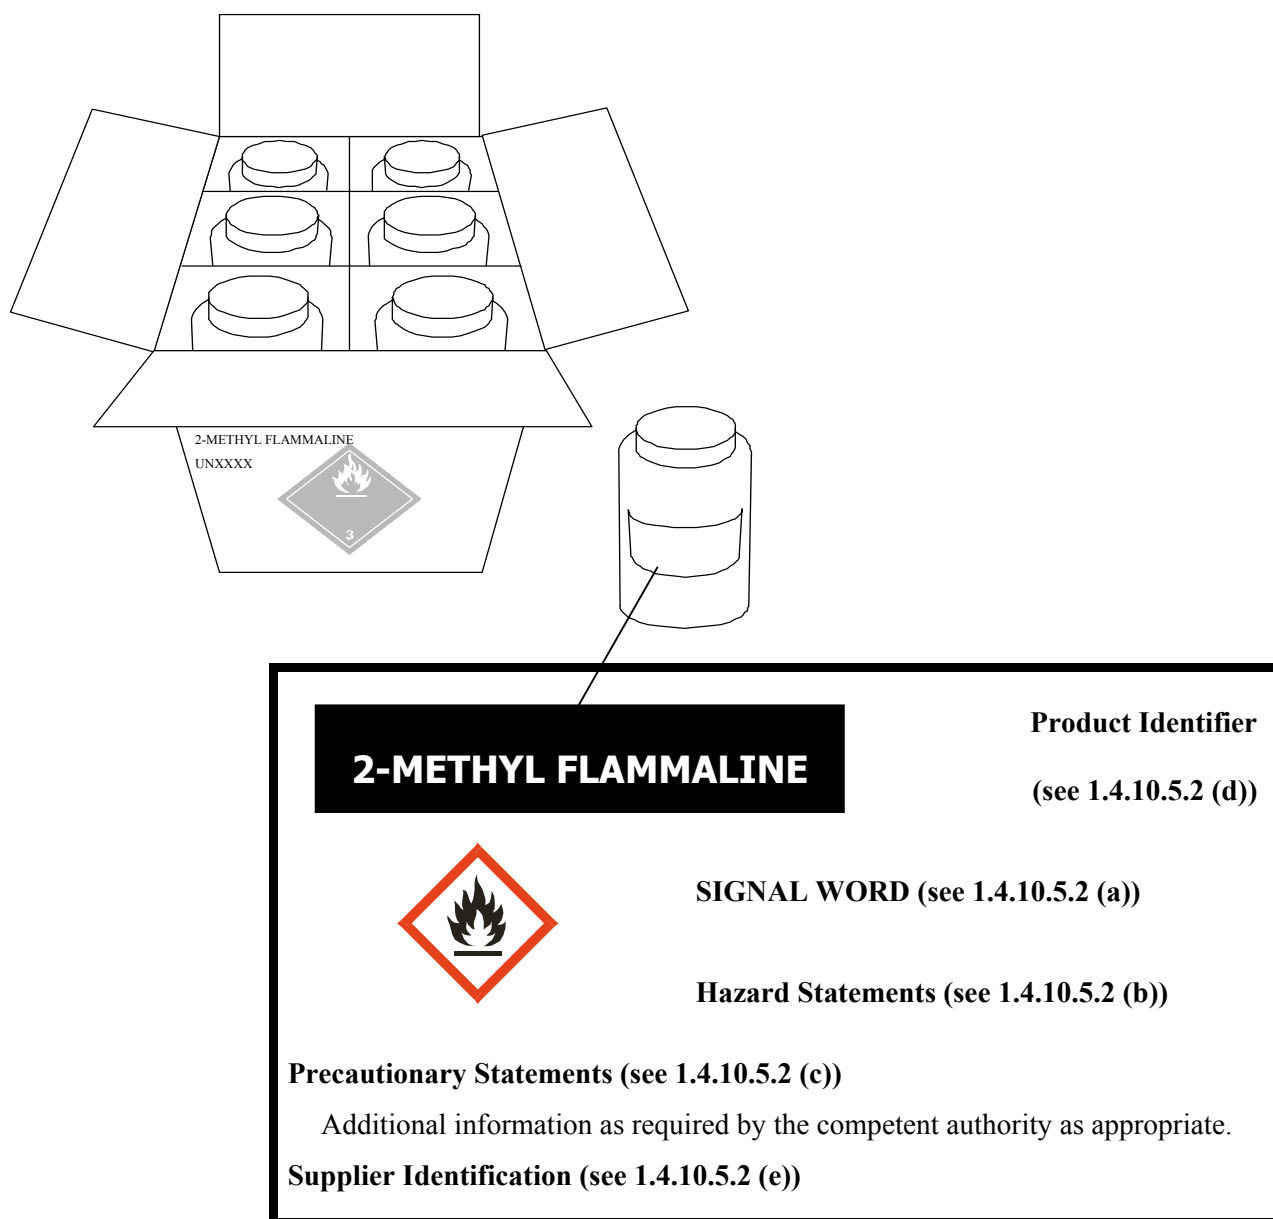 2-METHYL FLAMMALINE
UNXXXX
3
2-METHYL FLAMMALINE
Product Identifier
(see 1.4.10.5.2 (d))
SIGNAL WORD (see 1.4.10.5.2 (a))
Hazard Statements (see 1.4.10.5.2 (b))
Precautionary Statements (see 1.4.10.5.2 (c))
Additional information as required by the competent authority as appropriate.
Supplier Identification (see 1.4.10.5.2 (e))